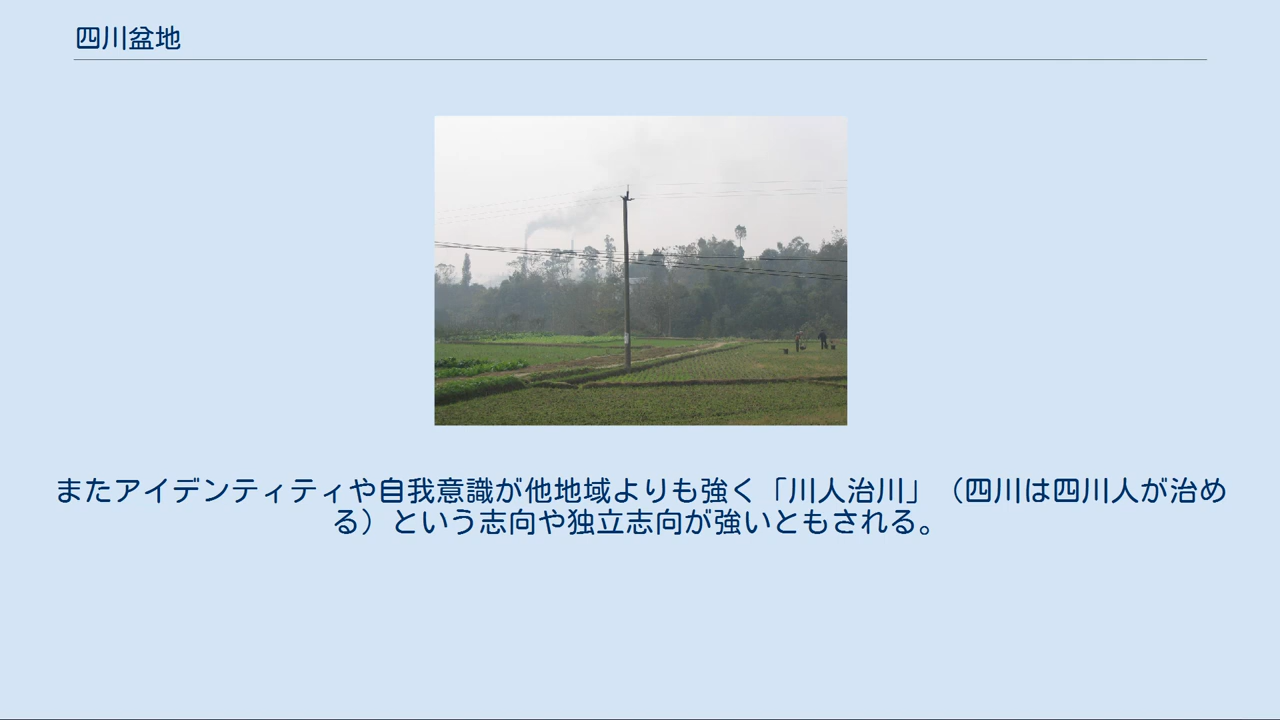 四川盆地
またアイデンティティや自我意識が他地域よりも強く「川人治川」（四川は四川人が治め
る）という志向や独立志向が強いともされる。